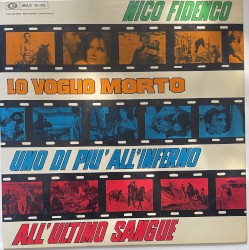 NICO FIDENCO
LO VOGLIO MORTO
UNO DI PIU' ALL'INFERNO
ALL'ULTIMO SANGUE